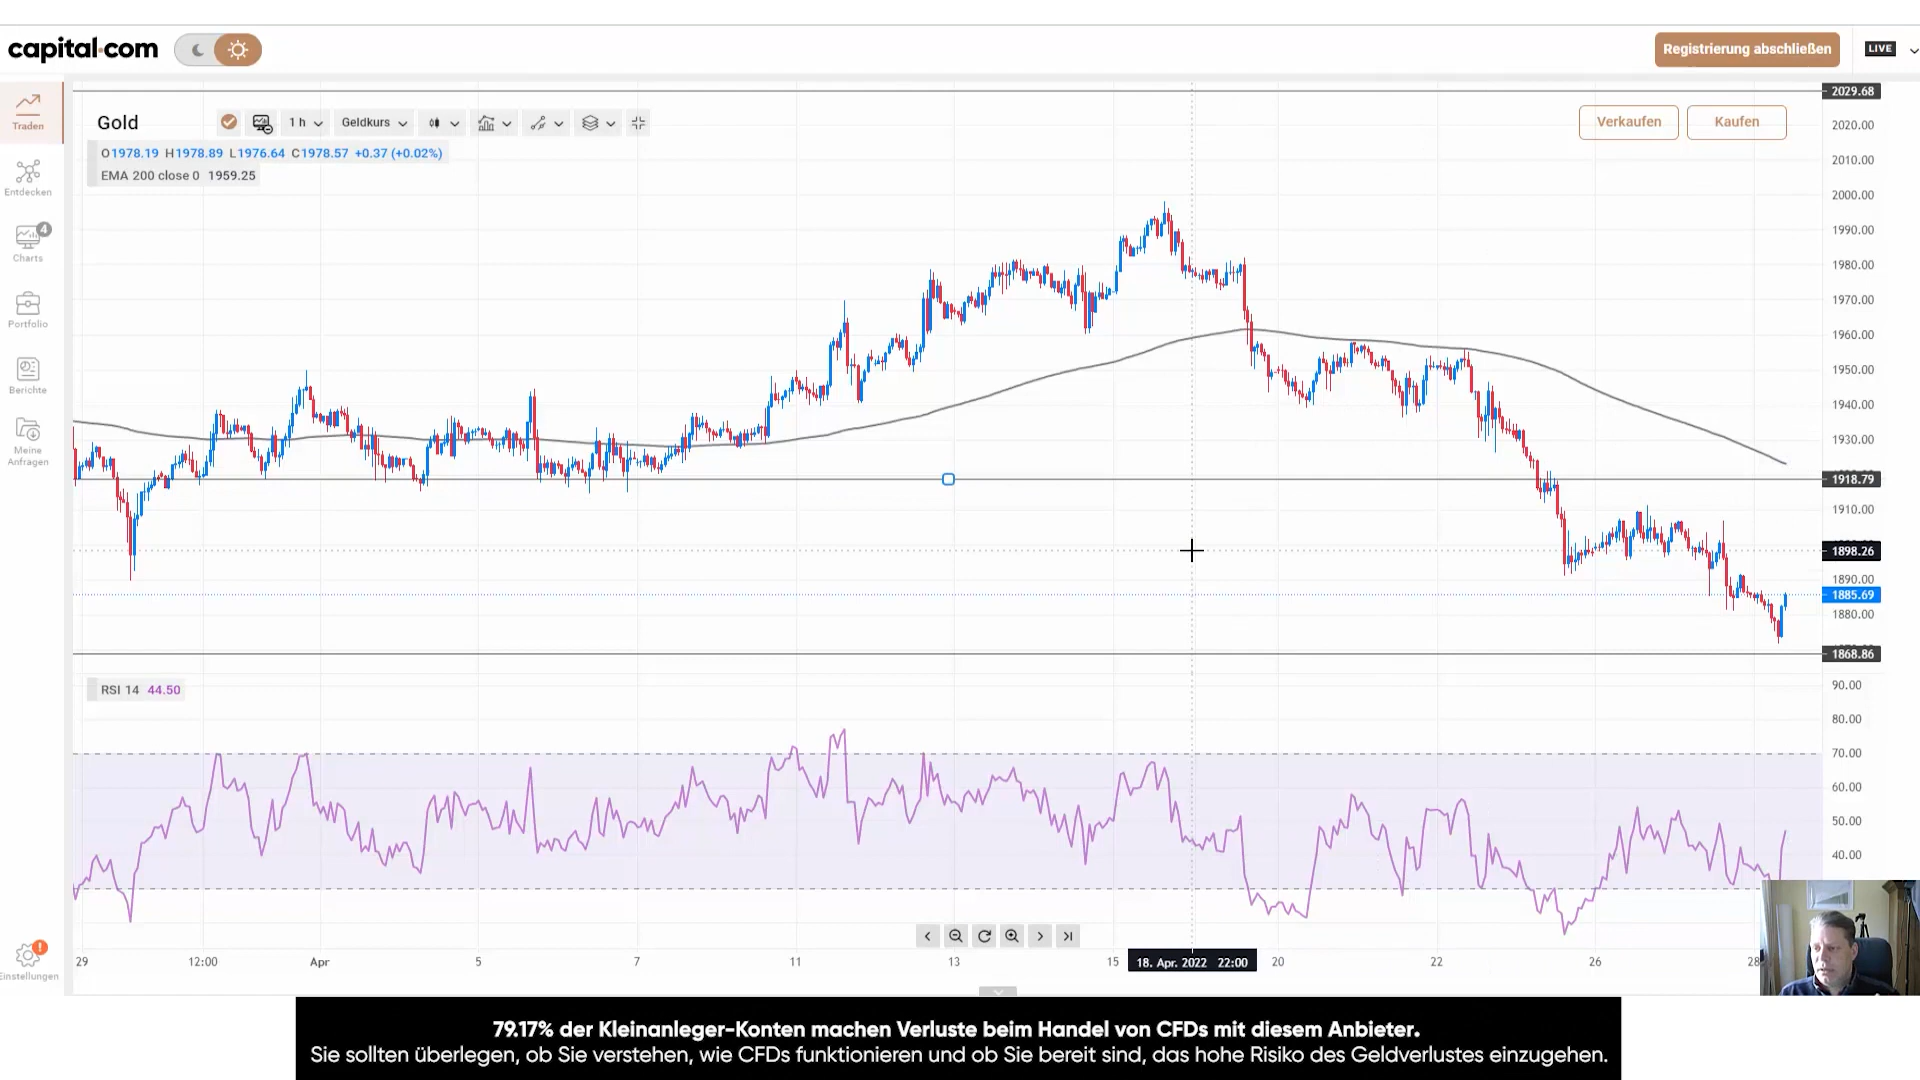 capital.com
Registrierung abschließen
LIVE
Traden
Entdecken
4
Charts
Portfolio
Berichte
Meine
Anfragen
!
Einstellungen
Gold
1 h
Geldkurs
Verkaufen
Kaufen
O1978.19 H1978.89 L1976.64 C1978.57 +0.37 (+0.02%)
EMA 200 close 0 1959.25
2029.68
2020.00
2010.00
2000.00
1990.00
1980.00
1970.00
1960.00
1950.00
1940.00
1930.00
1918.79
1910.00
1898.26
1890.00
1885.69
1880.00
1868.86
RSI 14 44.50
90.00
80.00
70.00
60.00
50.00
40.00
29 12:00 Apr 5 7 11 13 15 18. Apr. 2022 22:00 20 22 26 28
79.17% der Kleinanleger-Konten machen Verluste beim Handel von CFDs mit diesem Anbieter.
Sie sollten überlegen, ob Sie verstehen, wie CFDs funktionieren und ob Sie bereit sind, das hohe Risiko des Geldverlustes einzugehen.